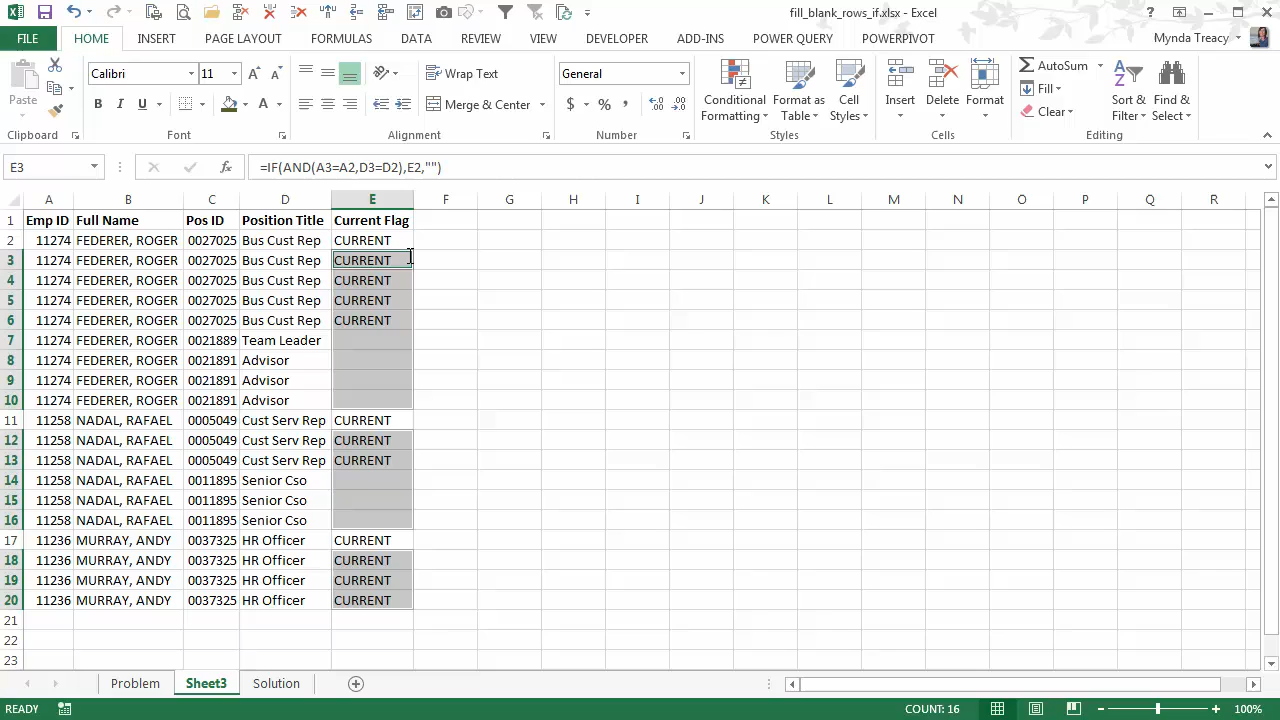 fill_blank_rows_if.xlsx - Excel
FILE HOME INSERT PAGE LAYOUT FORMULAS DATA REVIEW VIEW DEVELOPER ADD-INS POWER QUERY POWERPIVOT Mynda Treacy
Paste
Clipboard
Calibri 11
B I U
Font
Wrap Text
Merge & Center
Alignment
General
$ % ,
Number
Conditional Formatting
Format as Table
Cell Styles
Styles
Insert Delete Format
Cells
AutoSum
Fill
Clear
Sort & Filter
Find & Select
Editing
E3 fx =IF(AND(A3=A2,D3=D2),E2,"")
A B C D E F G H I J K L M N O P Q R
1 Emp ID Full Name Pos ID Position Title Current Flag
2 11274 FEDERER, ROGER 0027025 Bus Cust Rep CURRENT
3 11274 FEDERER, ROGER 0027025 Bus Cust Rep CURRENT
4 11274 FEDERER, ROGER 0027025 Bus Cust Rep CURRENT
5 11274 FEDERER, ROGER 0027025 Bus Cust Rep CURRENT
6 11274 FEDERER, ROGER 0027025 Bus Cust Rep CURRENT
7 11274 FEDERER, ROGER 0021889 Team Leader
8 11274 FEDERER, ROGER 0021891 Advisor
9 11274 FEDERER, ROGER 0021891 Advisor
10 11274 FEDERER, ROGER 0021891 Advisor
11 11258 NADAL, RAFAEL 0005049 Cust Serv Rep CURRENT
12 11258 NADAL, RAFAEL 0005049 Cust Serv Rep CURRENT
13 11258 NADAL, RAFAEL 0005049 Cust Serv Rep CURRENT
14 11258 NADAL, RAFAEL 0011895 Senior Cso
15 11258 NADAL, RAFAEL 0011895 Senior Cso
16 11258 NADAL, RAFAEL 0011895 Senior Cso
17 11236 MURRAY, ANDY 0037325 HR Officer CURRENT
18 11236 MURRAY, ANDY 0037325 HR Officer CURRENT
19 11236 MURRAY, ANDY 0037325 HR Officer CURRENT
20 11236 MURRAY, ANDY 0037325 HR Officer CURRENT
21
22
23
Problem Sheet3 Solution
READY COUNT: 16 100%